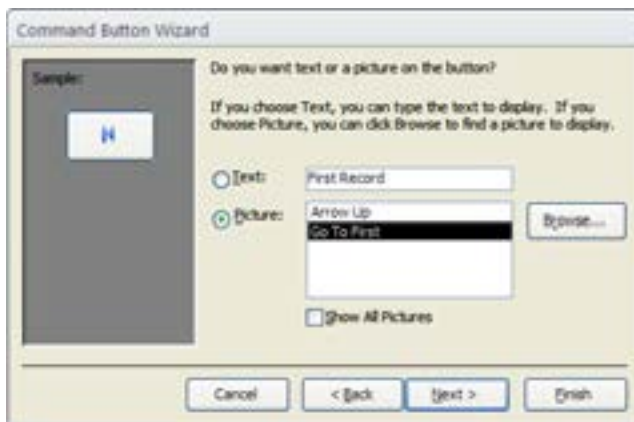 Command Button Wizard
Sample:
Do you want text or a picture on the button?
If you choose Text, you can type the text to display. If you
choose Picture, you can click Browse to find a picture to display.
Text:
First Record
Picture:
Arrow Up
Go To First
Browse...
Show All Pictures
Cancel
< Back
Next >
Finish